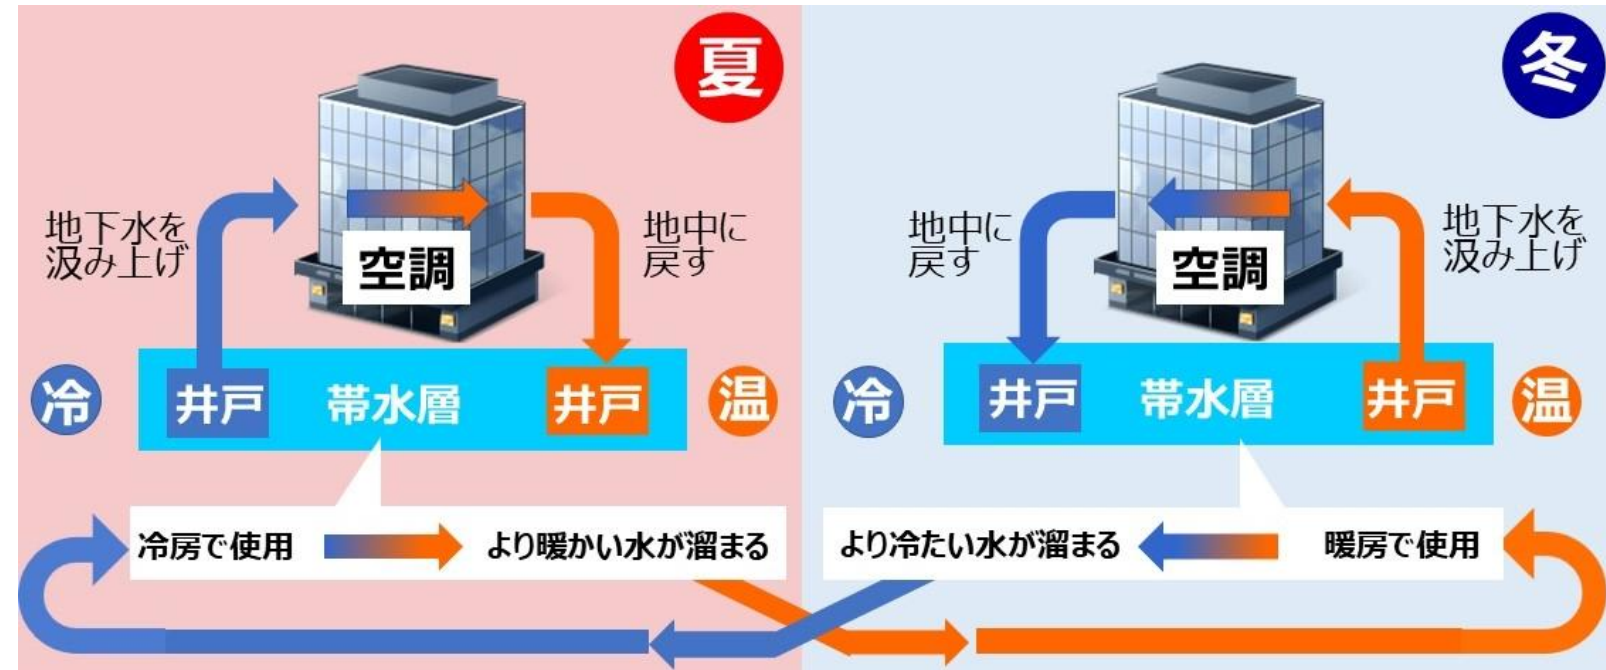 夏
地下水を
汲み上げ
空調
地中に
戻す
冷
井戸
帯水層
井戸
温
冷房で使用
より暖かい水が溜まる
冬
地中に
戻す
空調
地下水を
汲み上げ
冷
井戸
帯水層
井戸
温
より冷たい水が溜まる
暖房で使用